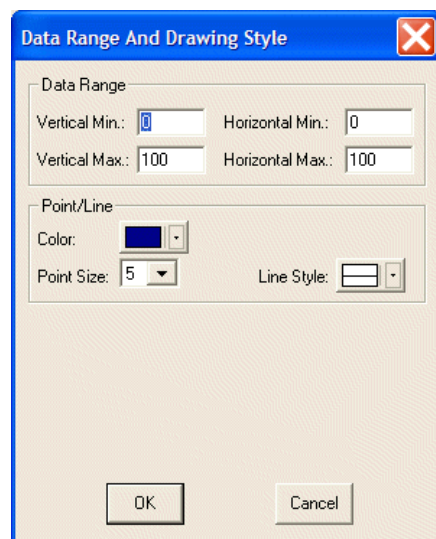 Data Range And Drawing Style
Data Range
Vertical Min.: 0 Horizontal Min.: 0
Vertical Max.: 100 Horizontal Max.: 100
Point/Line
Color:
Point Size: 5 Line Style:
OK Cancel